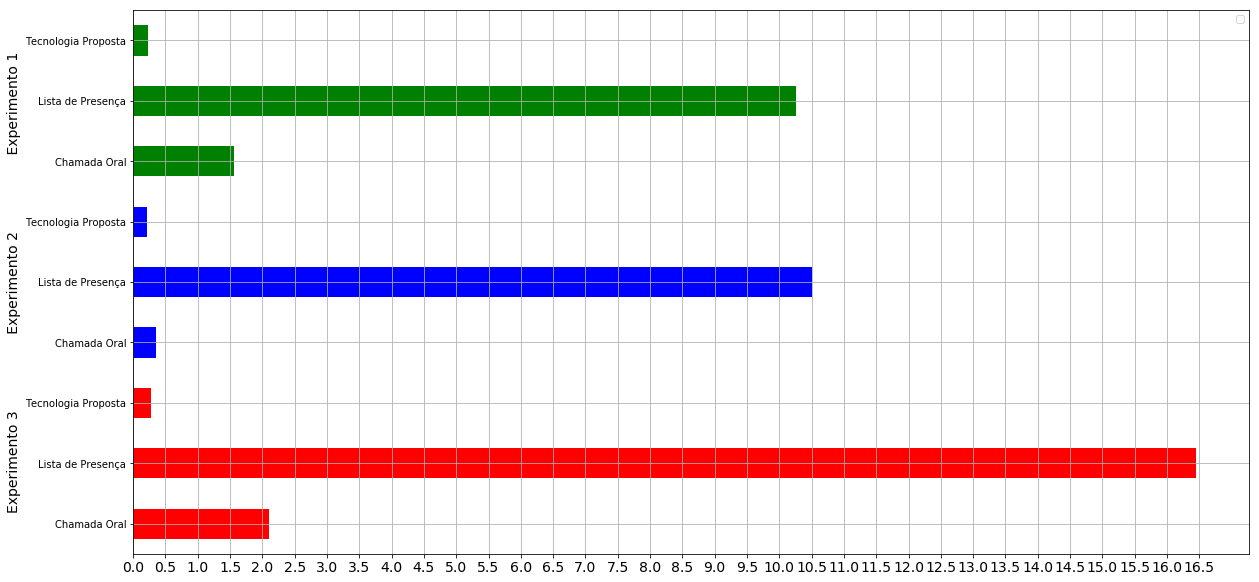 Experimento 1
Tecnologia Proposta
Lista de Presença
Chamada Oral
Experimento 2
Tecnologia Proposta
Lista de Presença
Chamada Oral
Experimento 3
Tecnologia Proposta
Lista de Presença
Chamada Oral
0.0 0.5 1.0 1.5 2.0 2.5 3.0 3.5 4.0 4.5 5.0 5.5 6.0 6.5 7.0 7.5 8.0 8.5 9.0 9.5 10.0 10.5 11.0 11.5 12.0 12.5 13.0 13.5 14.0 14.5 15.0 15.5 16.0 16.5